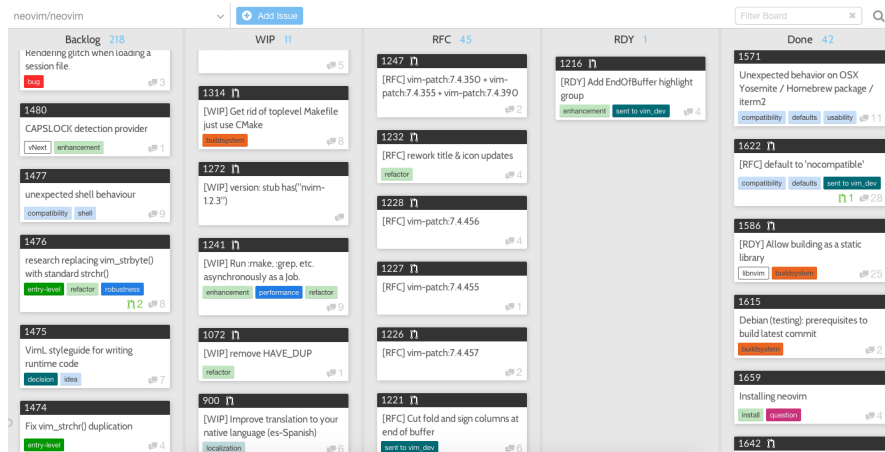 neovim/neovim
Add Issue
Filter Board
Backlog 218
Rendering glitch when loading a
session file.
bug
3
1480
CAPSLOCK detection provider
vNext enhancement
1
1477
unexpected shell behaviour
compatibility shell
9
1476
research replacing vim_strbyte()
with standard strchr()
entry-level refactor robustness
2 8
1475
VimL styleguide for writing
runtime code
decision idea
7
1474
Fix vim_strchr() duplication
entry-level
4
WIP 11
5
1314
[WIP] Get rid of toplevel Makefile
just use CMake
buildsystem
8
1272
[WIP] version: stub has("nvim-
1.2.3")
1241
[WIP] Run :make, :grep, etc.
asynchronously as a Job.
enhancement performance refactor
9
1072
[WIP] remove HAVE_DUP
refactor
1
900
[WIP] Improve translation to your
native language (es-Spanish)
localization
6
RFC 45
1247
[RFC] vim-patch:7.4.350 + vim-
patch:7.4.355 + vim-patch:7.4.390
2
1232
[RFC] rework title & icon updates
refactor
4
1228
[RFC] vim-patch:7.4.456
4
1227
[RFC] vim-patch:7.4.455
1
1226
[RFC] vim-patch:7.4.457
2
1221
[RFC] Cut fold and sign columns at
end of buffer
sent to vim_dev
6
RDY 1
1216
[RDY] Add EndOfBuffer highlight
group
enhancement sent to vim_dev
4
Done 42
1571
Unexpected behavior on OSX
Yosemite / Homebrew package /
iterm2
compatibility defaults usability
11
1622
[RFC] default to 'nocompatible'
compatibility defaults sent to vim_dev
1 28
1586
[RDY] Allow building as a static
library
libnvim buildsystem
25
1615
Debian (testing): prerequisites to
build latest commit
buildsystem
2
1659
Installing neovim
install question
4
1642